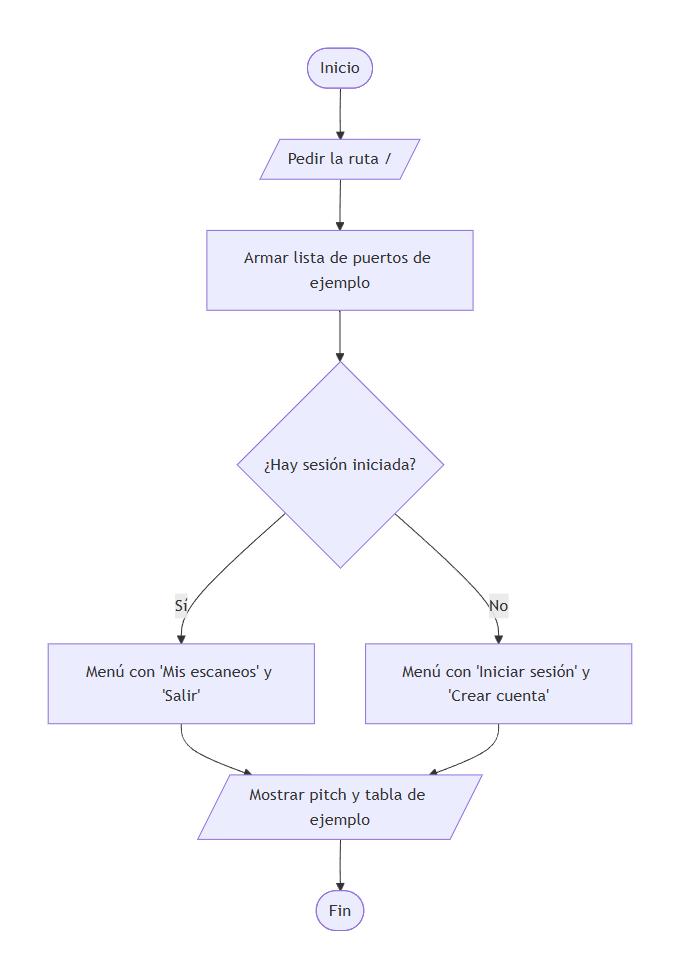 Inicio
Pedir la ruta /
Armar lista de puertos de
ejemplo
¿Hay sesión iniciada?
Sí
No
Menú con 'Mis escaneos' y
'Salir'
Menú con 'Iniciar sesión' y
'Crear cuenta'
Mostrar pitch y tabla de
ejemplo
Fin